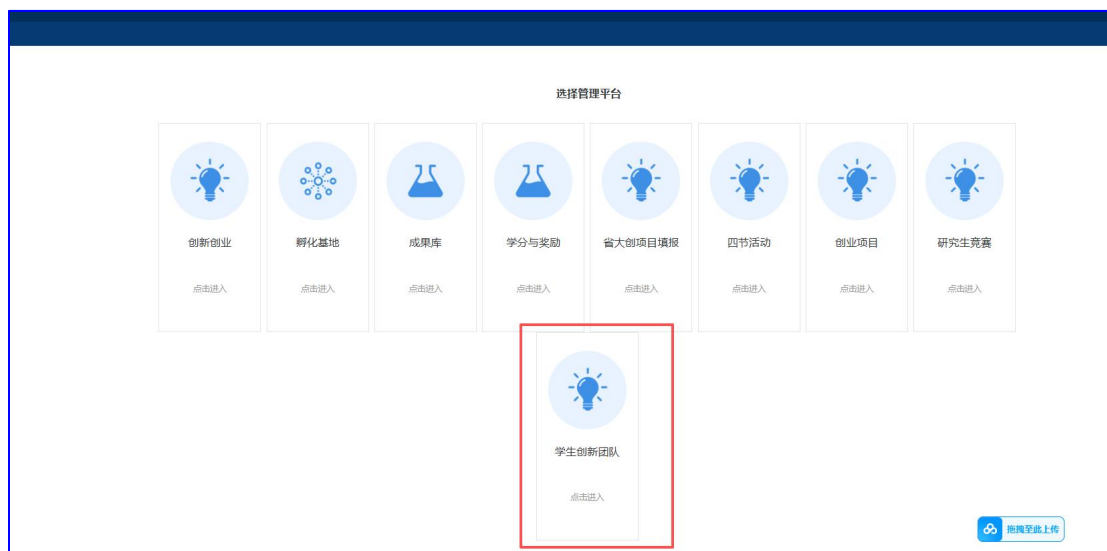 选择管理平台
创新创业 孵化基地 成果库 学分与奖励 省大创项目填报 四节活动 创业项目 研究生竞赛
点击进入 点击进入 点击进入 点击进入 点击进入 点击进入 点击进入 点击进入
学生创新团队
点击进入
拖拽至此上传